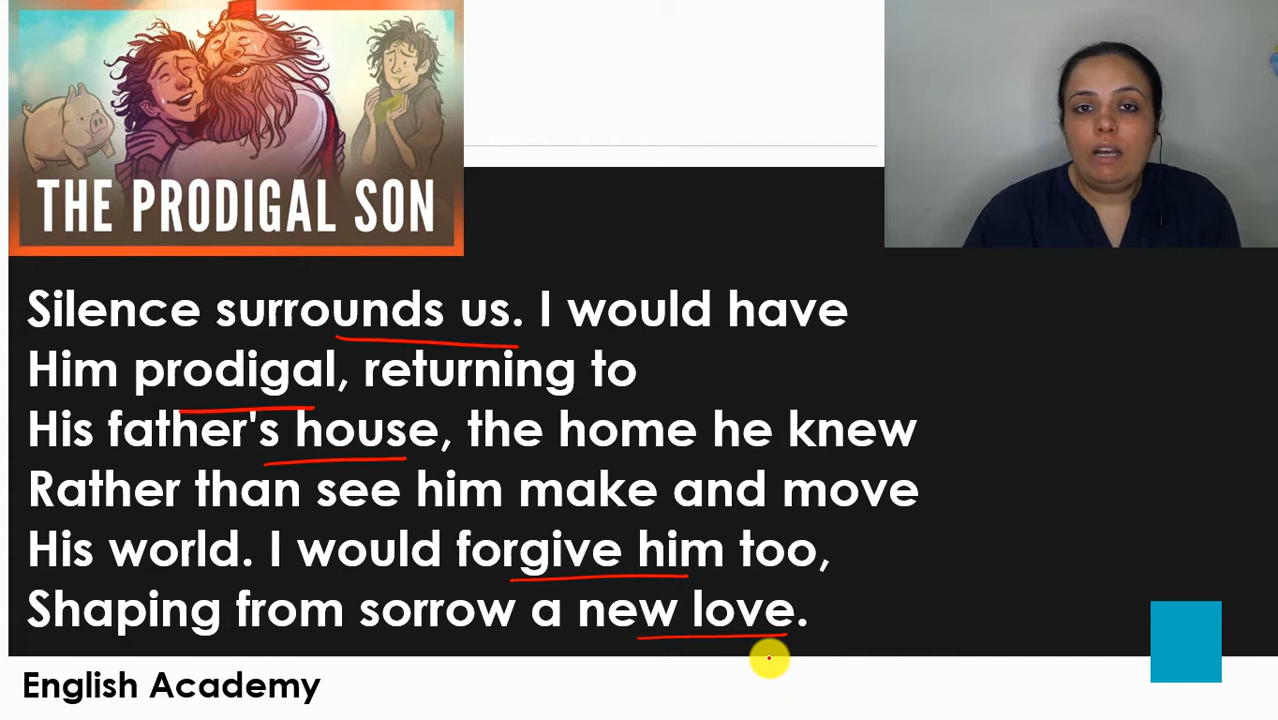 THE PRODIGAL SON
Silence surrounds us. I would have
Him prodigal, returning to
His father's house, the home he knew
Rather than see him make and move
His world. I would forgive him too,
Shaping from sorrow a new love.
English Academy